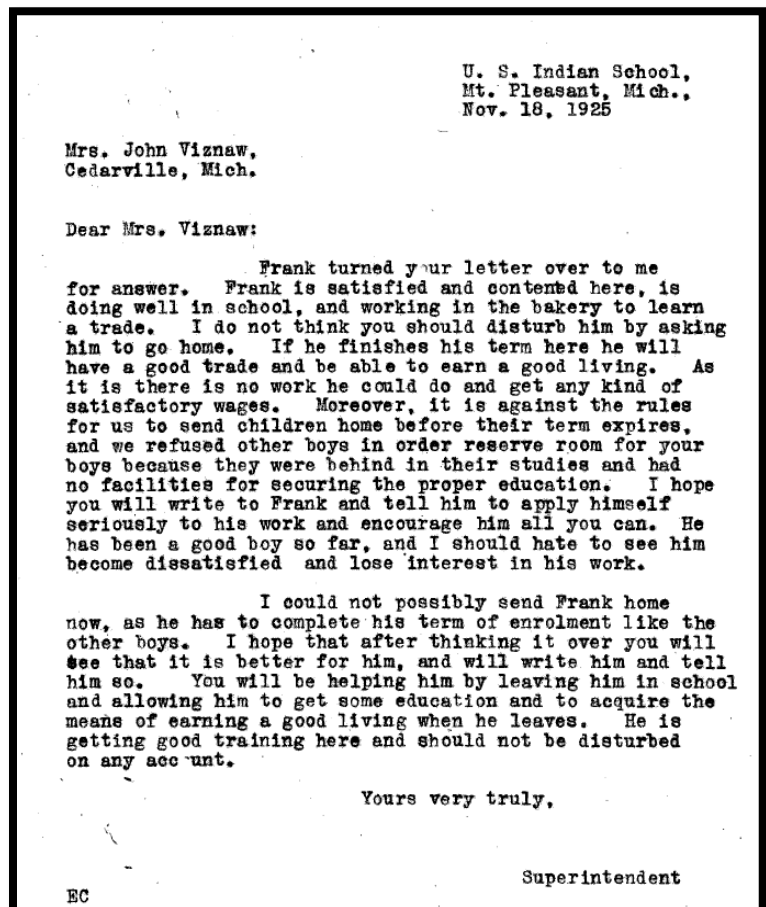 U. S. Indian School,
Mt. Pleasant, Mich.,
Nov. 18, 1925
Mrs. John Viznaw,
Cedarville, Mich.
Dear Mrs. Viznaw:
Frank turned your letter over to me
for answer. Frank is satisfied and contented here, is
doing well in school, and working in the bakery to learn
a trade. I do not think you should disturb him by asking
him to go home. If he finishes his term here he will
have a good trade and be able to earn a good living. As
it is there is no work he could do and get any kind of
satisfactory wages. Moreover, it is against the rules
for us to send children home before their term expires,
and we refused other boys in order reserve room for your
boys because they were behind in their studies and had
no facilities for securing the proper education. I hope
you will write to Frank and tell him to apply himself
seriously to his work and encourage him all you can. He
has been a good boy so far, and I should hate to see him
become dissatisfied and lose interest in his work.
I could not possibly send Frank home
now, as he has to complete his term of enrolment like the
other boys. I hope that after thinking it over you will
see that it is better for him, and will write him and tell
him so. You will be helping him by leaving him in school
and allowing him to get some education and to acquire the
means of earning a good living when he leaves. He is
getting good training here and should not be disturbed
on any account.
Yours very truly,
Superintendent
EC